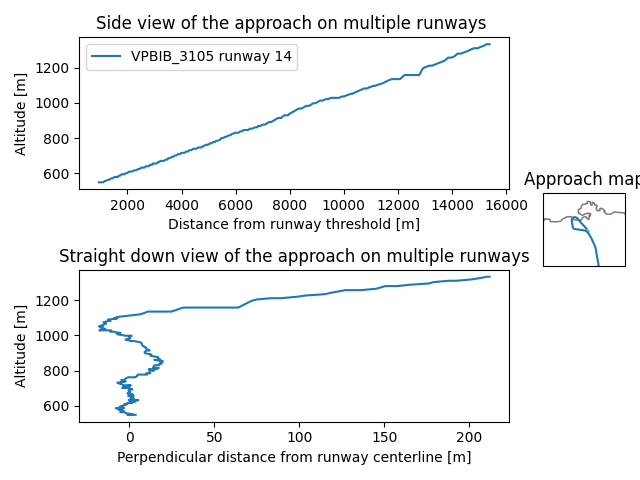 Side view of the approach on multiple runways
VPBIB_3105 runway 14
Altitude [m]
1200
1000
800
600
2000 4000 6000 8000 10000 12000 14000 16000
Distance from runway threshold [m]
Approach map
Straight down view of the approach on multiple runways
Altitude [m]
1200
1000
800
600
0 50 100 150 200
Perpendicular distance from runway centerline [m]